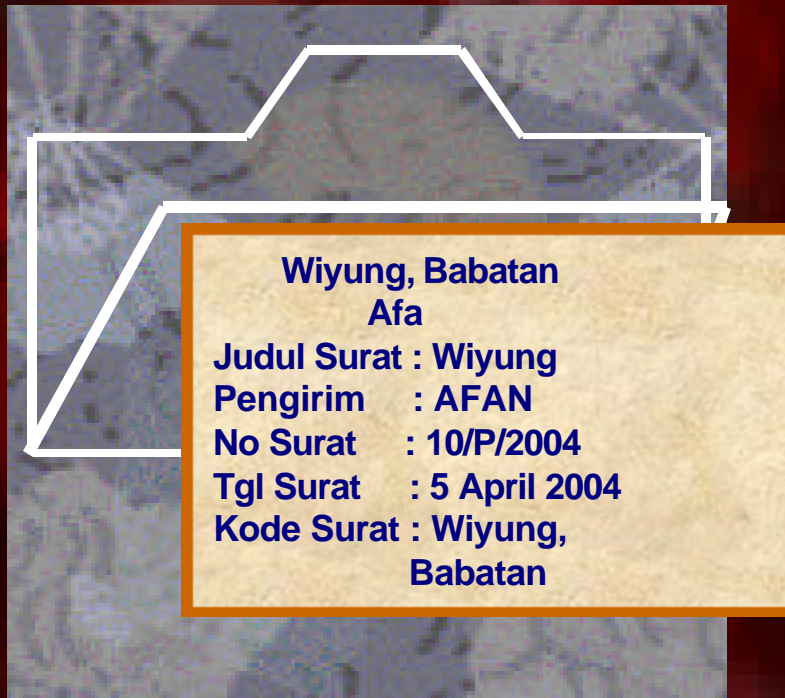 Wiyung, Babatan
Afa
Judul Surat : Wiyung
Pengirim : AFAN
No Surat : 10/P/2004
Tgl Surat : 5 April 2004
Kode Surat : Wiyung,
Babatan